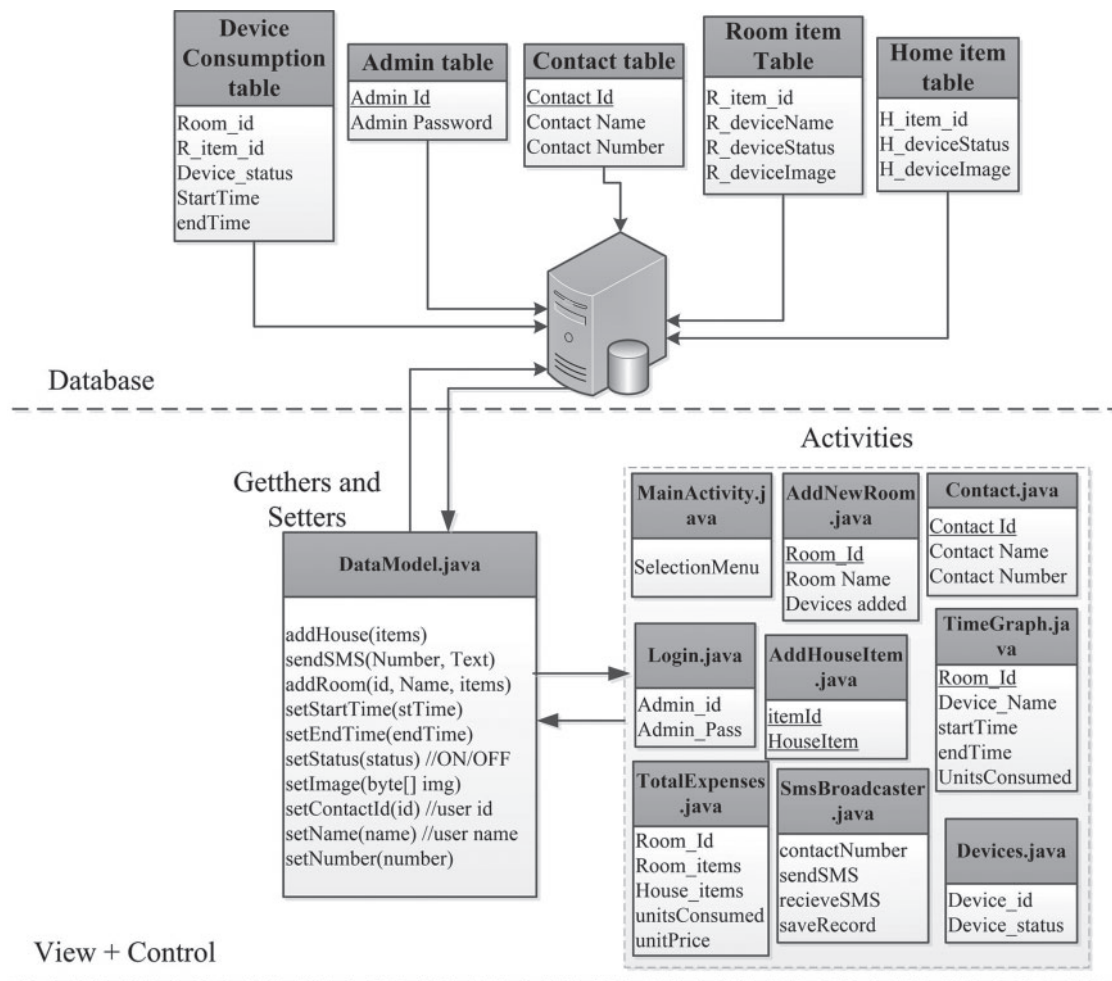 Device
Consumption
table
Room_id
R_item_id
Device_status
StartTime
endTime
Admin table
Admin Id
Admin Password
Contact table
Contact Id
Contact Name
Contact Number
Room item
Table
R_item_id
R_deviceName
R_deviceStatus
R_deviceImage
Home item
table
H_item_id
H_deviceStatus
H_deviceImage
Database
Getthers and
Setters
DataModel.java
addHouse(items)
sendSMS(Number, Text)
addRoom(id, Name, items)
setStartTime(stTime)
setEndTime(endTime)
setStatus(status) //ON/OFF
setImage(byte[] img)
setContactId(id) //user id
setName(name) //user name
setNumber(number)
Activities
MainActivity.j
ava
SelectionMenu
AddNewRoom
.java
Room_Id
Room Name
Devices added
Contact.java
Contact Id
Contact Name
Contact Number
Login.java
Admin_id
Admin_Pass
AddHouseItem
.java
itemId
HouseItem
TimeGraph.ja
va
Room_Id
Device_Name
startTime
endTime
UnitsConsumed
TotalExpenses
.java
Room_Id
Room_items
House_items
unitsConsumed
unitPrice
SmsBroadcaster
.java
contactNumber
sendSMS
recieveSMS
saveRecord
Devices.java
Device_id
Device_status
View + Control